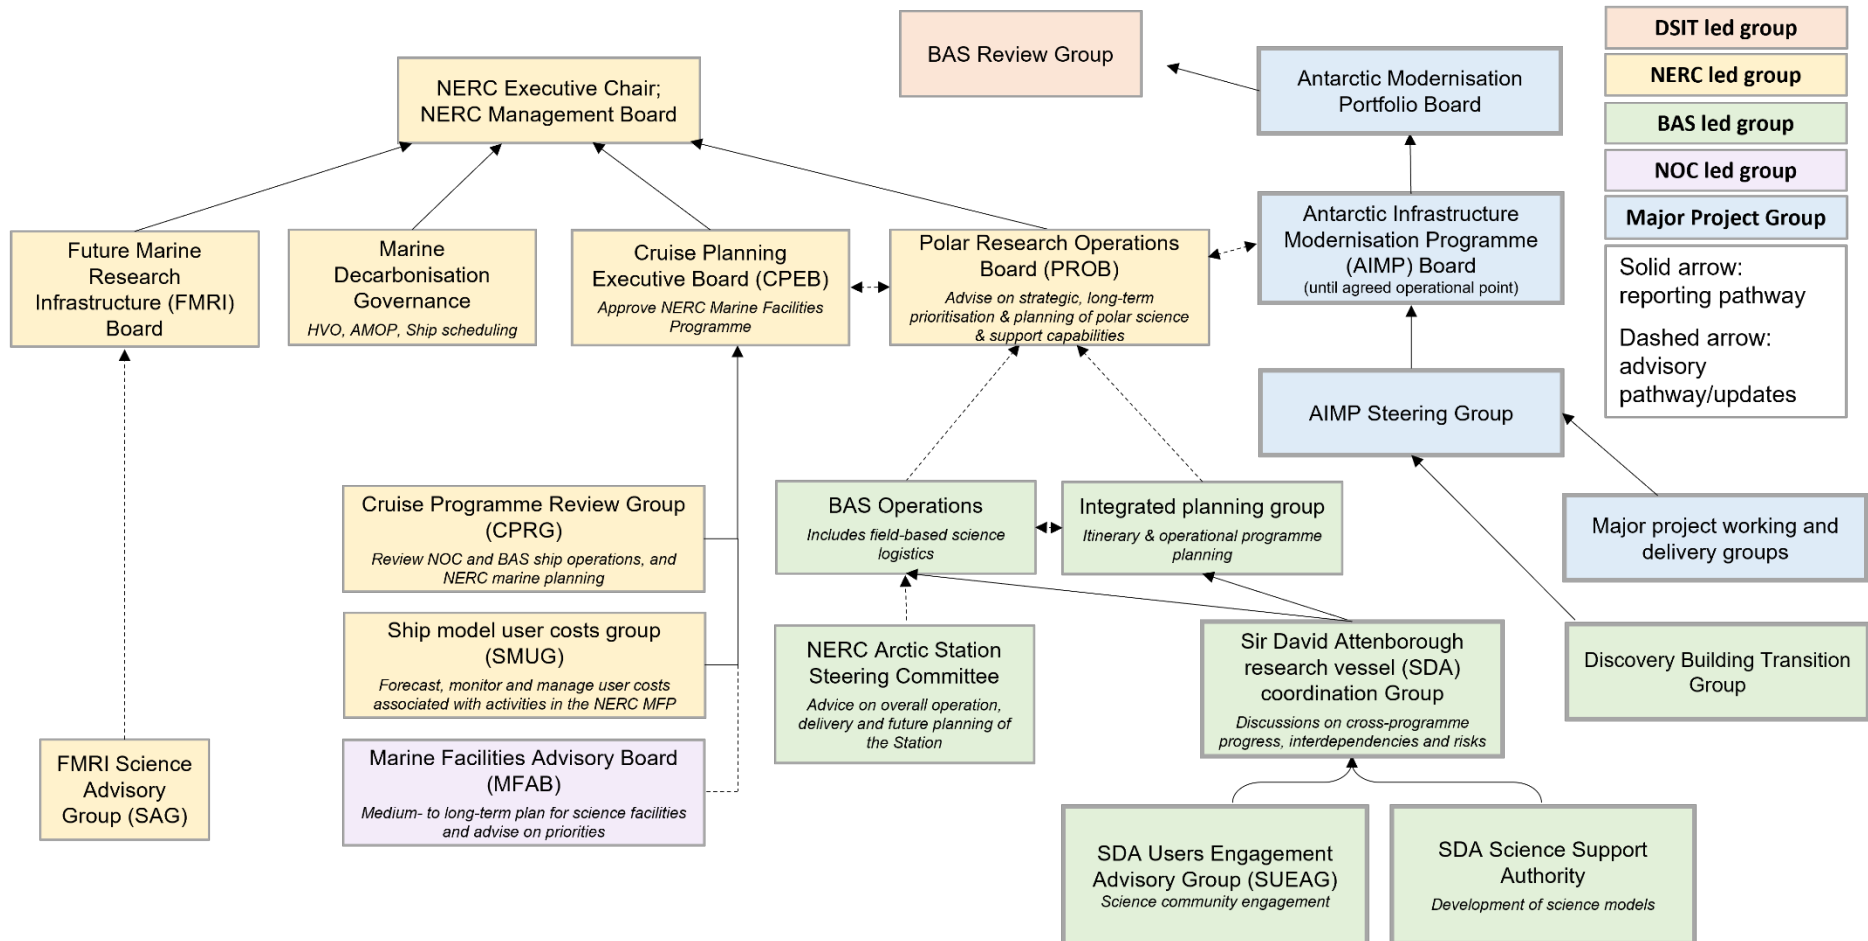 BAS Review Group
DSIT led group
NERC led group
BAS led group
NOC led group
Major Project Group
Solid arrow:
reporting pathway
Dashed arrow:
advisory
pathway/updates
NERC Executive Chair;
NERC Management Board
Antarctic Modernisation
Portfolio Board
Future Marine
Research
Infrastructure (FMRI)
Board
Marine
Decarbonisation
Governance
HVO, AMOP, Ship scheduling
Cruise Planning
Executive Board (CPEB)
Approve NERC Marine Facilities
Programme
Polar Research Operations
Board (PROB)
Advise on strategic, long-term
prioritisation & planning of polar science
& support capabilities
Antarctic Infrastructure
Modernisation Programme
(AIMP) Board
(until agreed operational point)
AIMP Steering Group
Cruise Programme Review Group
(CPRG)
Review NOC and BAS ship operations, and
NERC marine planning
BAS Operations
Includes field-based science
logistics
Integrated planning group
Itinerary & operational programme
planning
Major project working and
delivery groups
Ship model user costs group
(SMUG)
Forecast, monitor and manage user costs
associated with activities in the NERC MFP
NERC Arctic Station
Steering Committee
Advice on overall operation,
delivery and future planning of
the Station
Sir David Attenborough
research vessel (SDA)
coordination Group
Discussions on cross-programme
progress, interdependencies and risks
Discovery Building Transition
Group
FMRI Science
Advisory
Group (SAG)
Marine Facilities Advisory Board
(MFAB)
Medium- to long-term plan for science facilities
and advise on priorities
SDA Users Engagement
Advisory Group (SUEAG)
Science community engagement
SDA Science Support
Authority
Development of science models